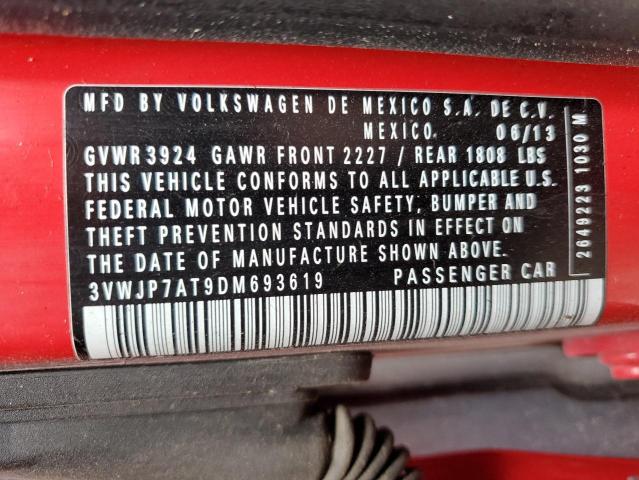 MFD BY VOLKSWAGEN DE MEXICO S.A. DE C.V.
MEXICO. 06/13
GVWR 3924 GAWR FRONT 2227 / REAR 1808 LBS
THIS VEHICLE CONFORMS TO ALL APPLICABLE U.S.
FEDERAL MOTOR VEHICLE SAFETY, BUMPER AND
THEFT PREVENTION STANDARDS IN EFFECT ON
THE DATE OF MANUFACTURE SHOWN ABOVE.
3VWJP7AT9DM693619 PASSENGER CAR
2649223 1030 M